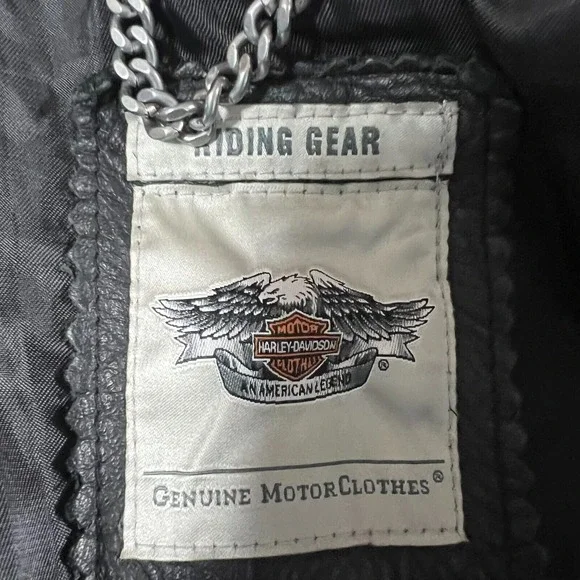 RIDING GEAR
MOTOR
HARLEY-DAVIDSON
CLOTHES
®
AN AMERICAN LEGEND
GENUINE MOTORCLOTHES®